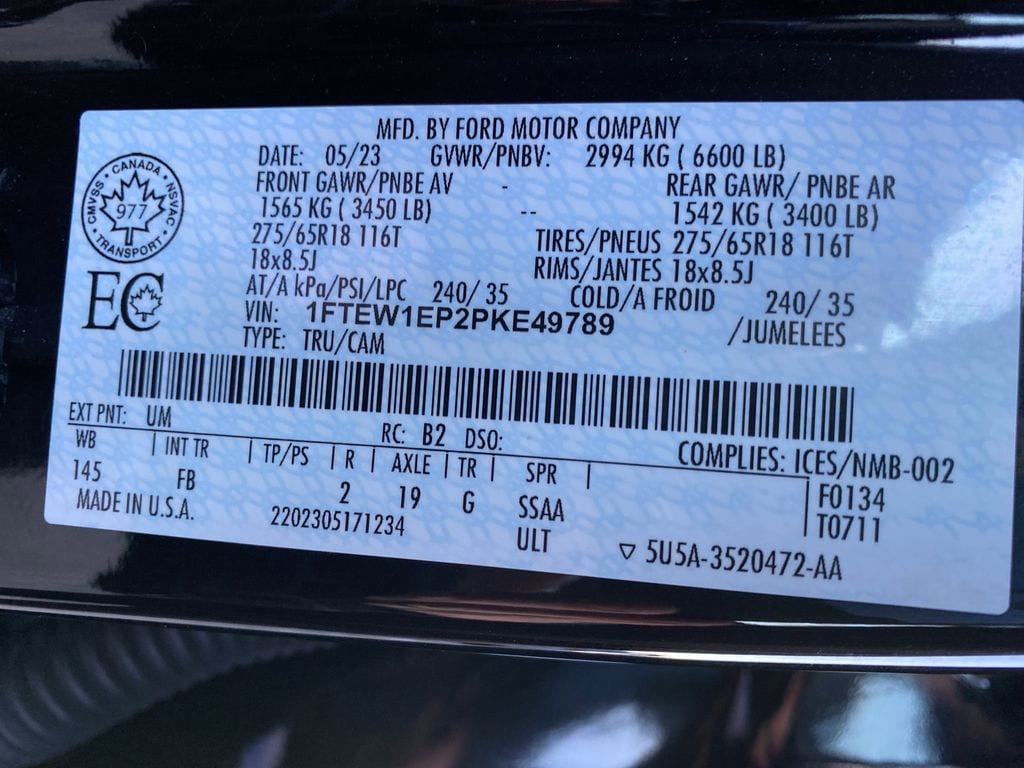 MFD. BY FORD MOTOR COMPANY
DATE: 05/23 GVWR/PNBV: 2994 KG ( 6600 LB)
FRONT GAWR/PNBE AV - REAR GAWR/ PNBE AR
1565 KG ( 3450 LB) -- 1542 KG ( 3400 LB)
275/65R18 116T TIRES/PNEUS 275/65R18 116T
18x8.5J RIMS/JANTES 18x8.5J
AT/A kPa/PSI/LPC 240/ 35 COLD/A FROID 240/ 35
VIN: 1FTEW1EP2PKE49789 /JUMELEES
TYPE: TRU/CAM
CMVSS · CANADA · NSVAC
977
· TRANSPORT ·
EC
EXT PNT: UM RC: B2 DSO: COMPLIES: ICES/NMB-002
WB | INT TR | TP/PS | R | AXLE | TR | SPR |
145 FB 2 19 G SSAA F0134
MADE IN U.S.A. 2202305171234 ULT T0711
▽ 5U5A-3520472-AA